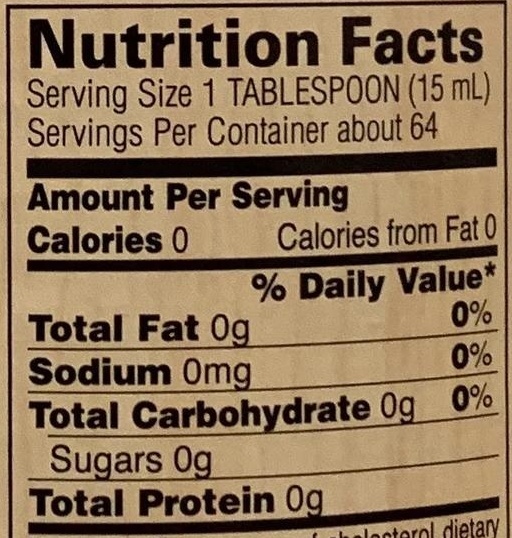 Nutrition Facts
Serving Size 1 TABLESPOON (15 mL)
Servings Per Container about 64
Amount Per Serving
Calories 0 Calories from Fat 0
% Daily Value*
Total Fat 0g 0%
Sodium 0mg 0%
Total Carbohydrate 0g 0%
Sugars 0g
Total Protein 0g
cholesterol, dietary